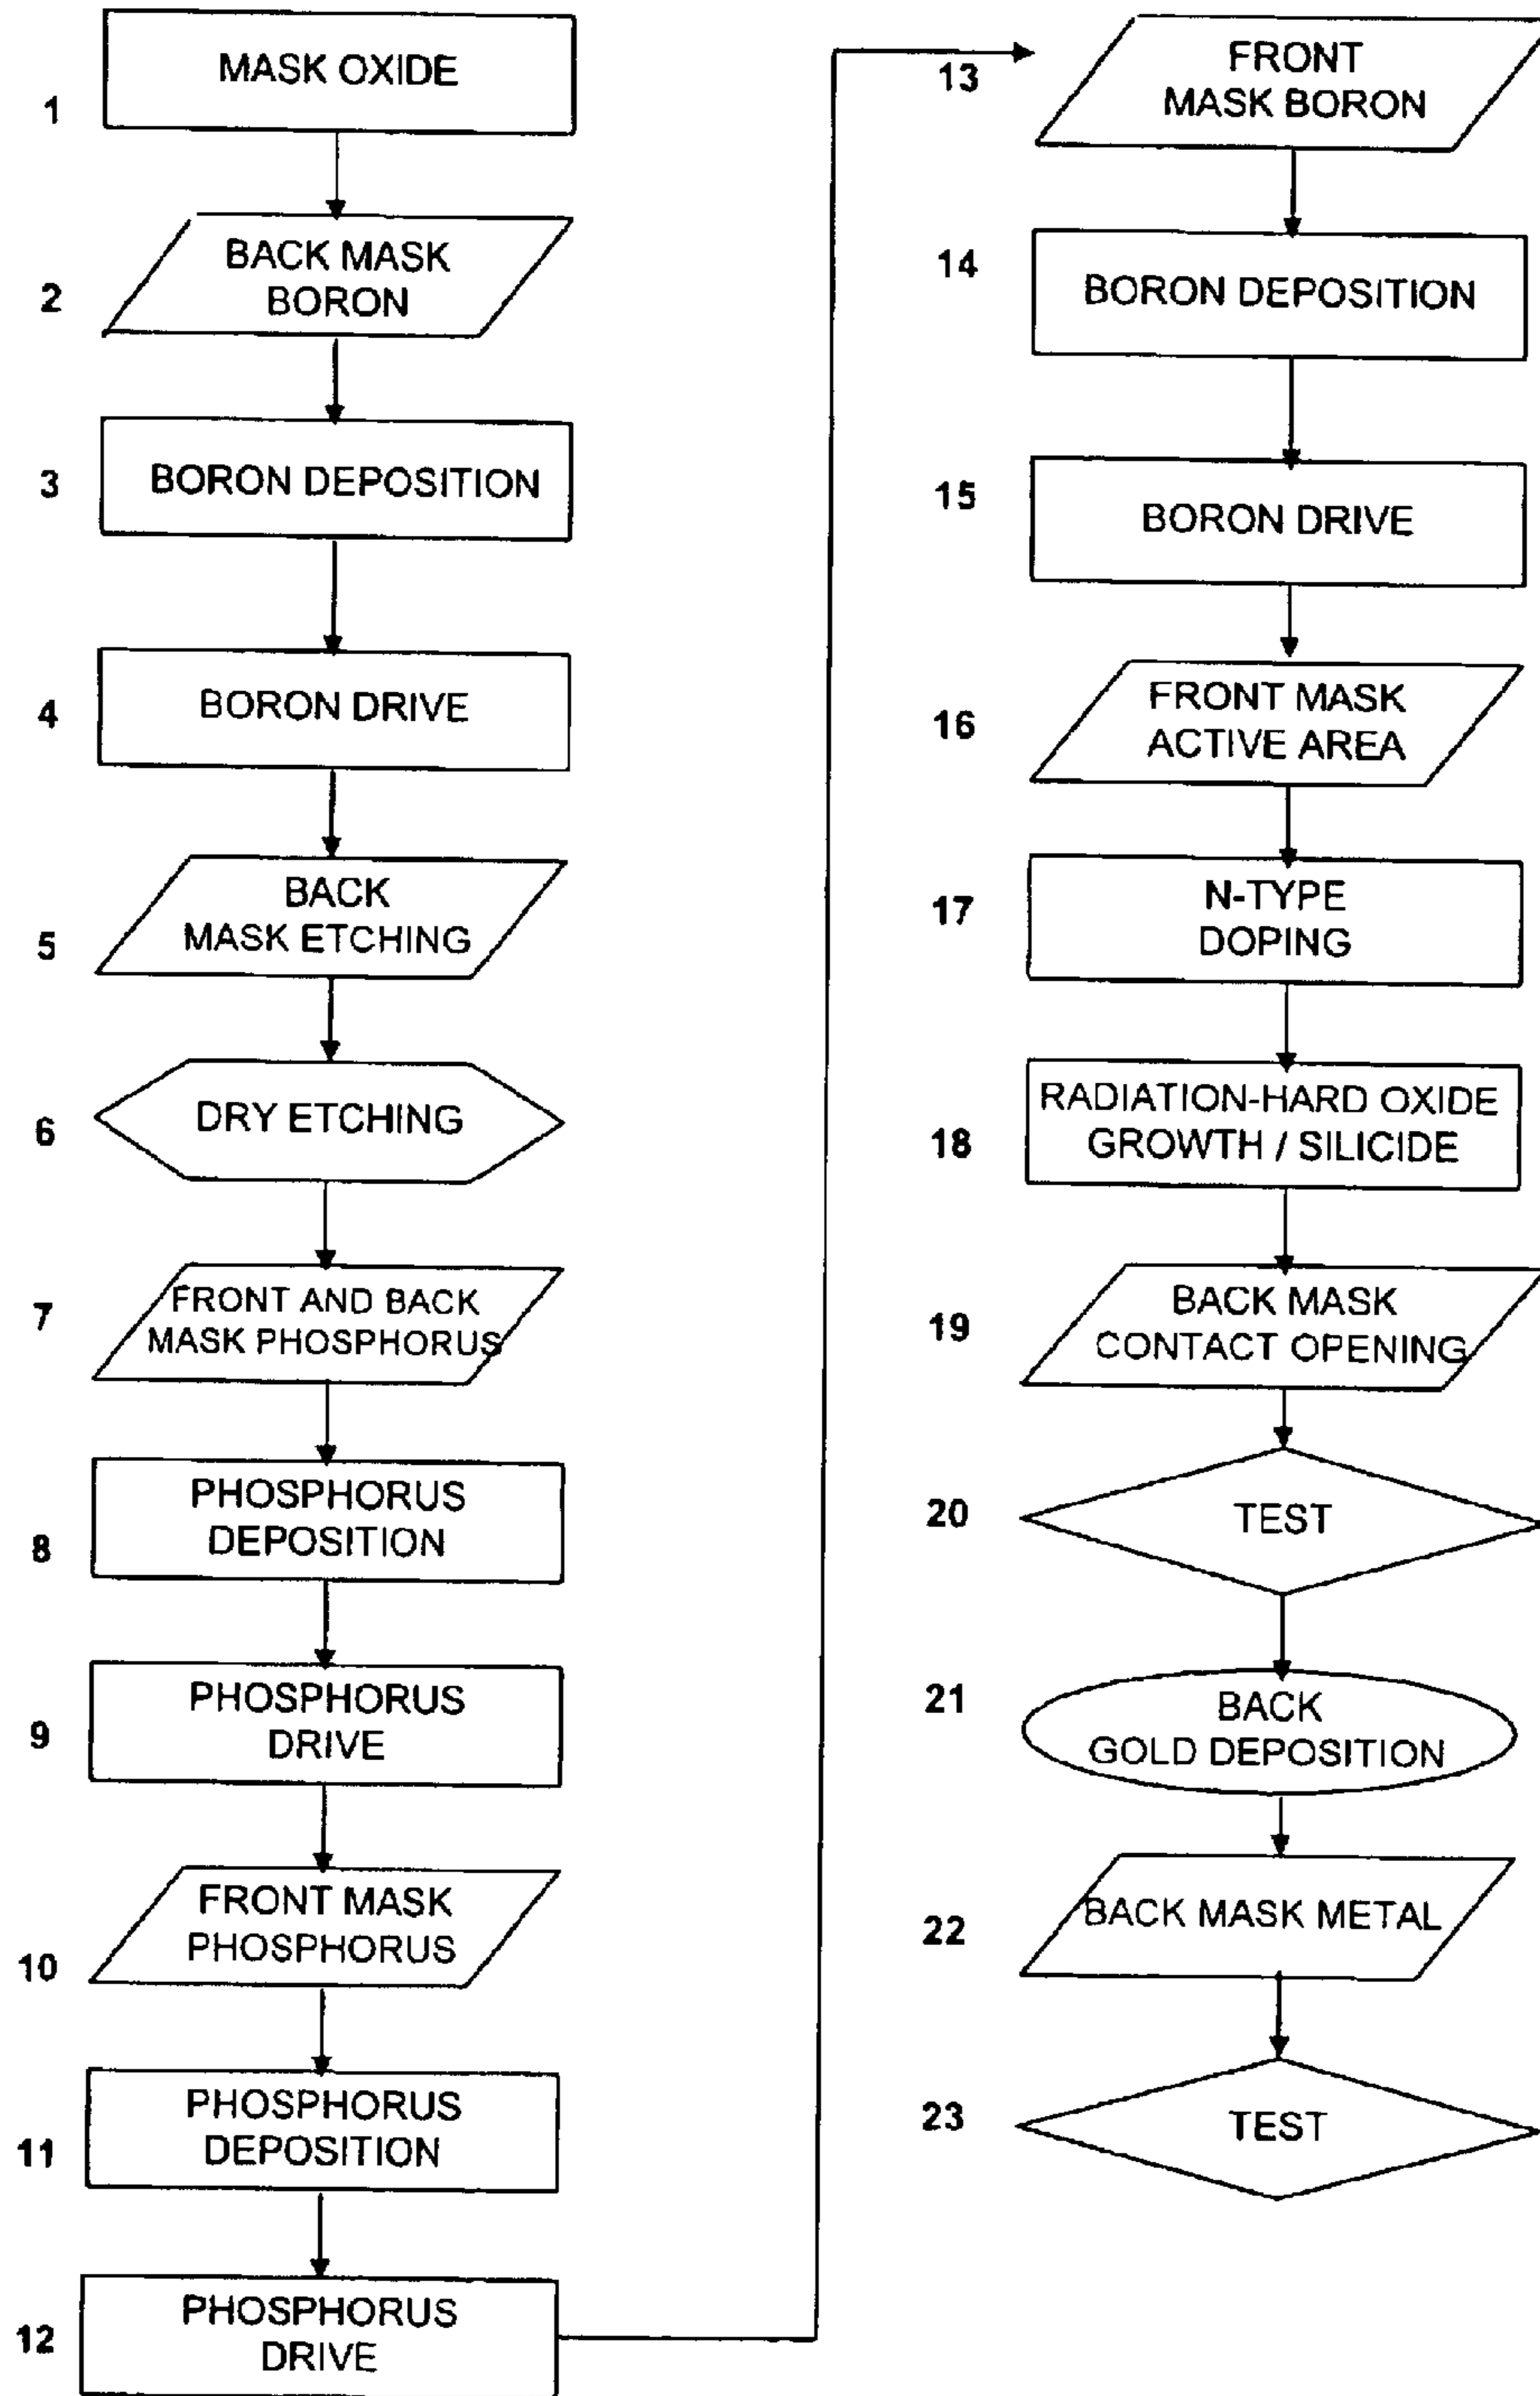 1
MASK OXIDE
2
BACK MASK
BORON
3
BORON DEPOSITION
4
BORON DRIVE
5
BACK
MASK ETCHING
6
DRY ETCHING
7
FRONT AND BACK
MASK PHOSPHORUS
8
PHOSPHORUS
DEPOSITION
9
PHOSPHORUS
DRIVE
10
FRONT MASK
PHOSPHORUS
11
PHOSPHORUS
DEPOSITION
12
PHOSPHORUS
DRIVE
13
FRONT
MASK BORON
14
BORON DEPOSITION
15
BORON DRIVE
16
FRONT MASK
ACTIVE AREA
17
N-TYPE
DOPING
18
RADIATION-HARD OXIDE
GROWTH / SILICIDE
19
BACK MASK
CONTACT OPENING
20
TEST
21
BACK
GOLD DEPOSITION
22
BACK MASK METAL
23
TEST